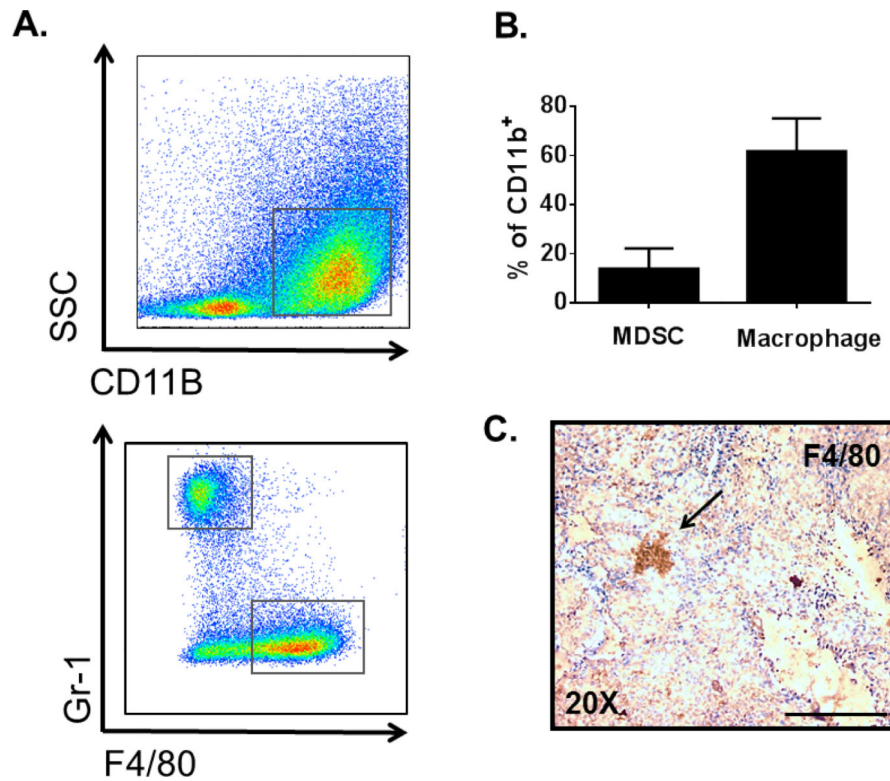 A.
SSC
CD11B
Gr-1
F4/80
B.
% of CD11b+
80
60
40
20
0
MDSC
Macrophage
C.
F4/80
20X